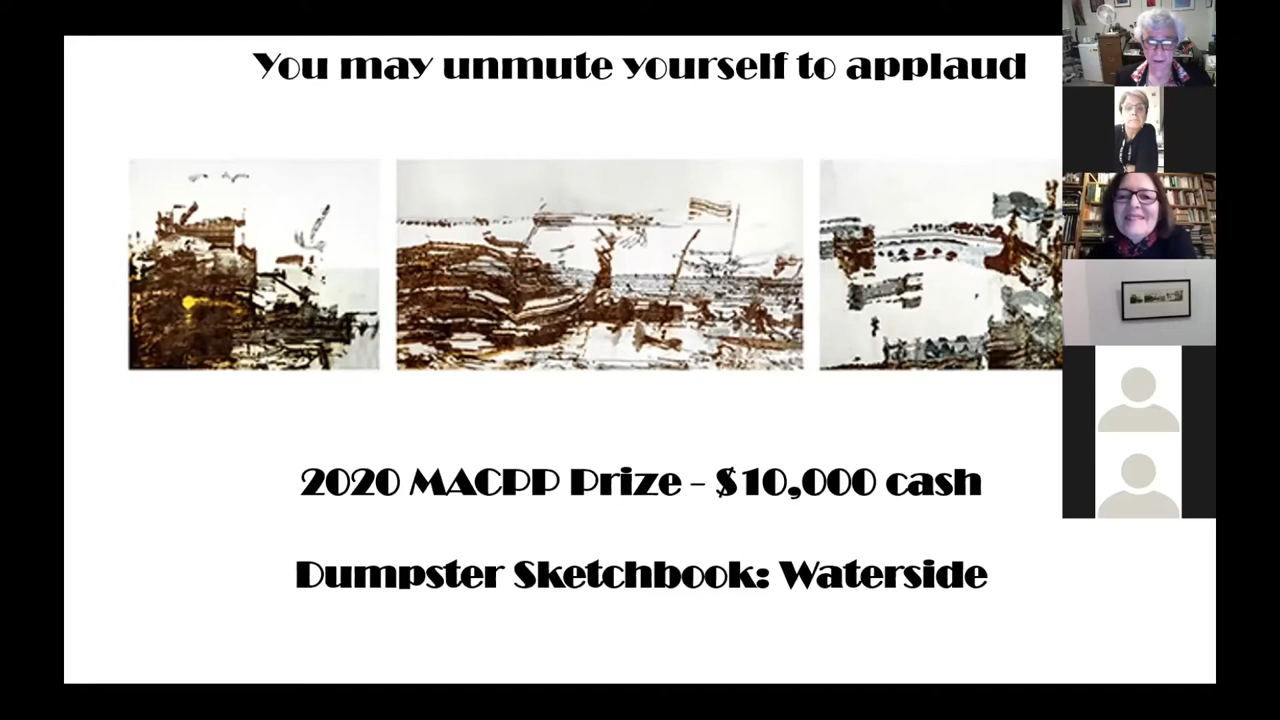 You may unmute yourself to applaud
2020 MACPP Prize - $10,000 cash
Dumpster Sketchbook: Waterside